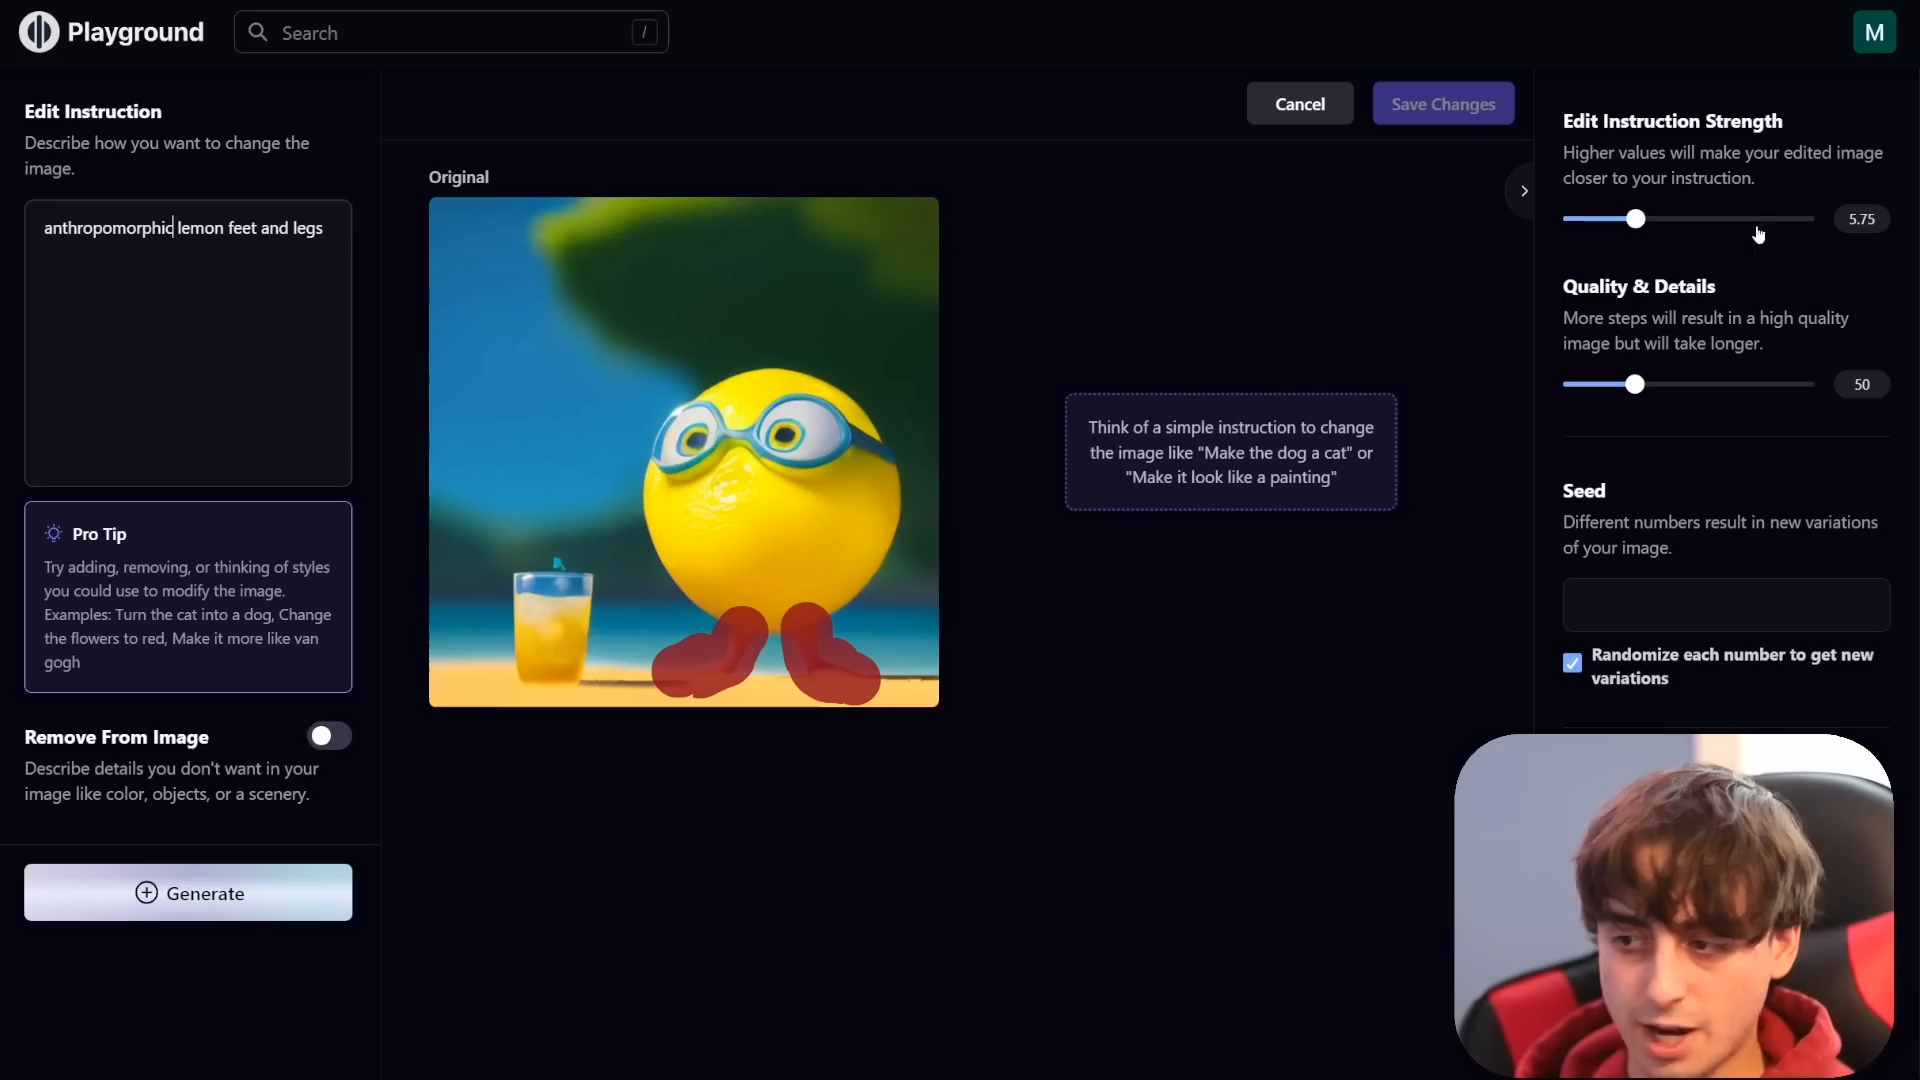 Playground
Search
/
M
Edit Instruction
Describe how you want to change the
image.
anthropomorphic lemon feet and legs
Pro Tip
Try adding, removing, or thinking of styles
you could use to modify the image.
Examples: Turn the cat into a dog, Change
the flowers to red, Make it more like van
gogh
Remove From Image
Describe details you don't want in your
image like color, objects, or a scenery.
Generate
Cancel
Save Changes
Original
Think of a simple instruction to change
the image like "Make the dog a cat" or
"Make it look like a painting"
Edit Instruction Strength
Higher values will make your edited image
closer to your instruction.
5.75
Quality & Details
More steps will result in a high quality
image but will take longer.
50
Seed
Different numbers result in new variations
of your image.
Randomize each number to get new
variations